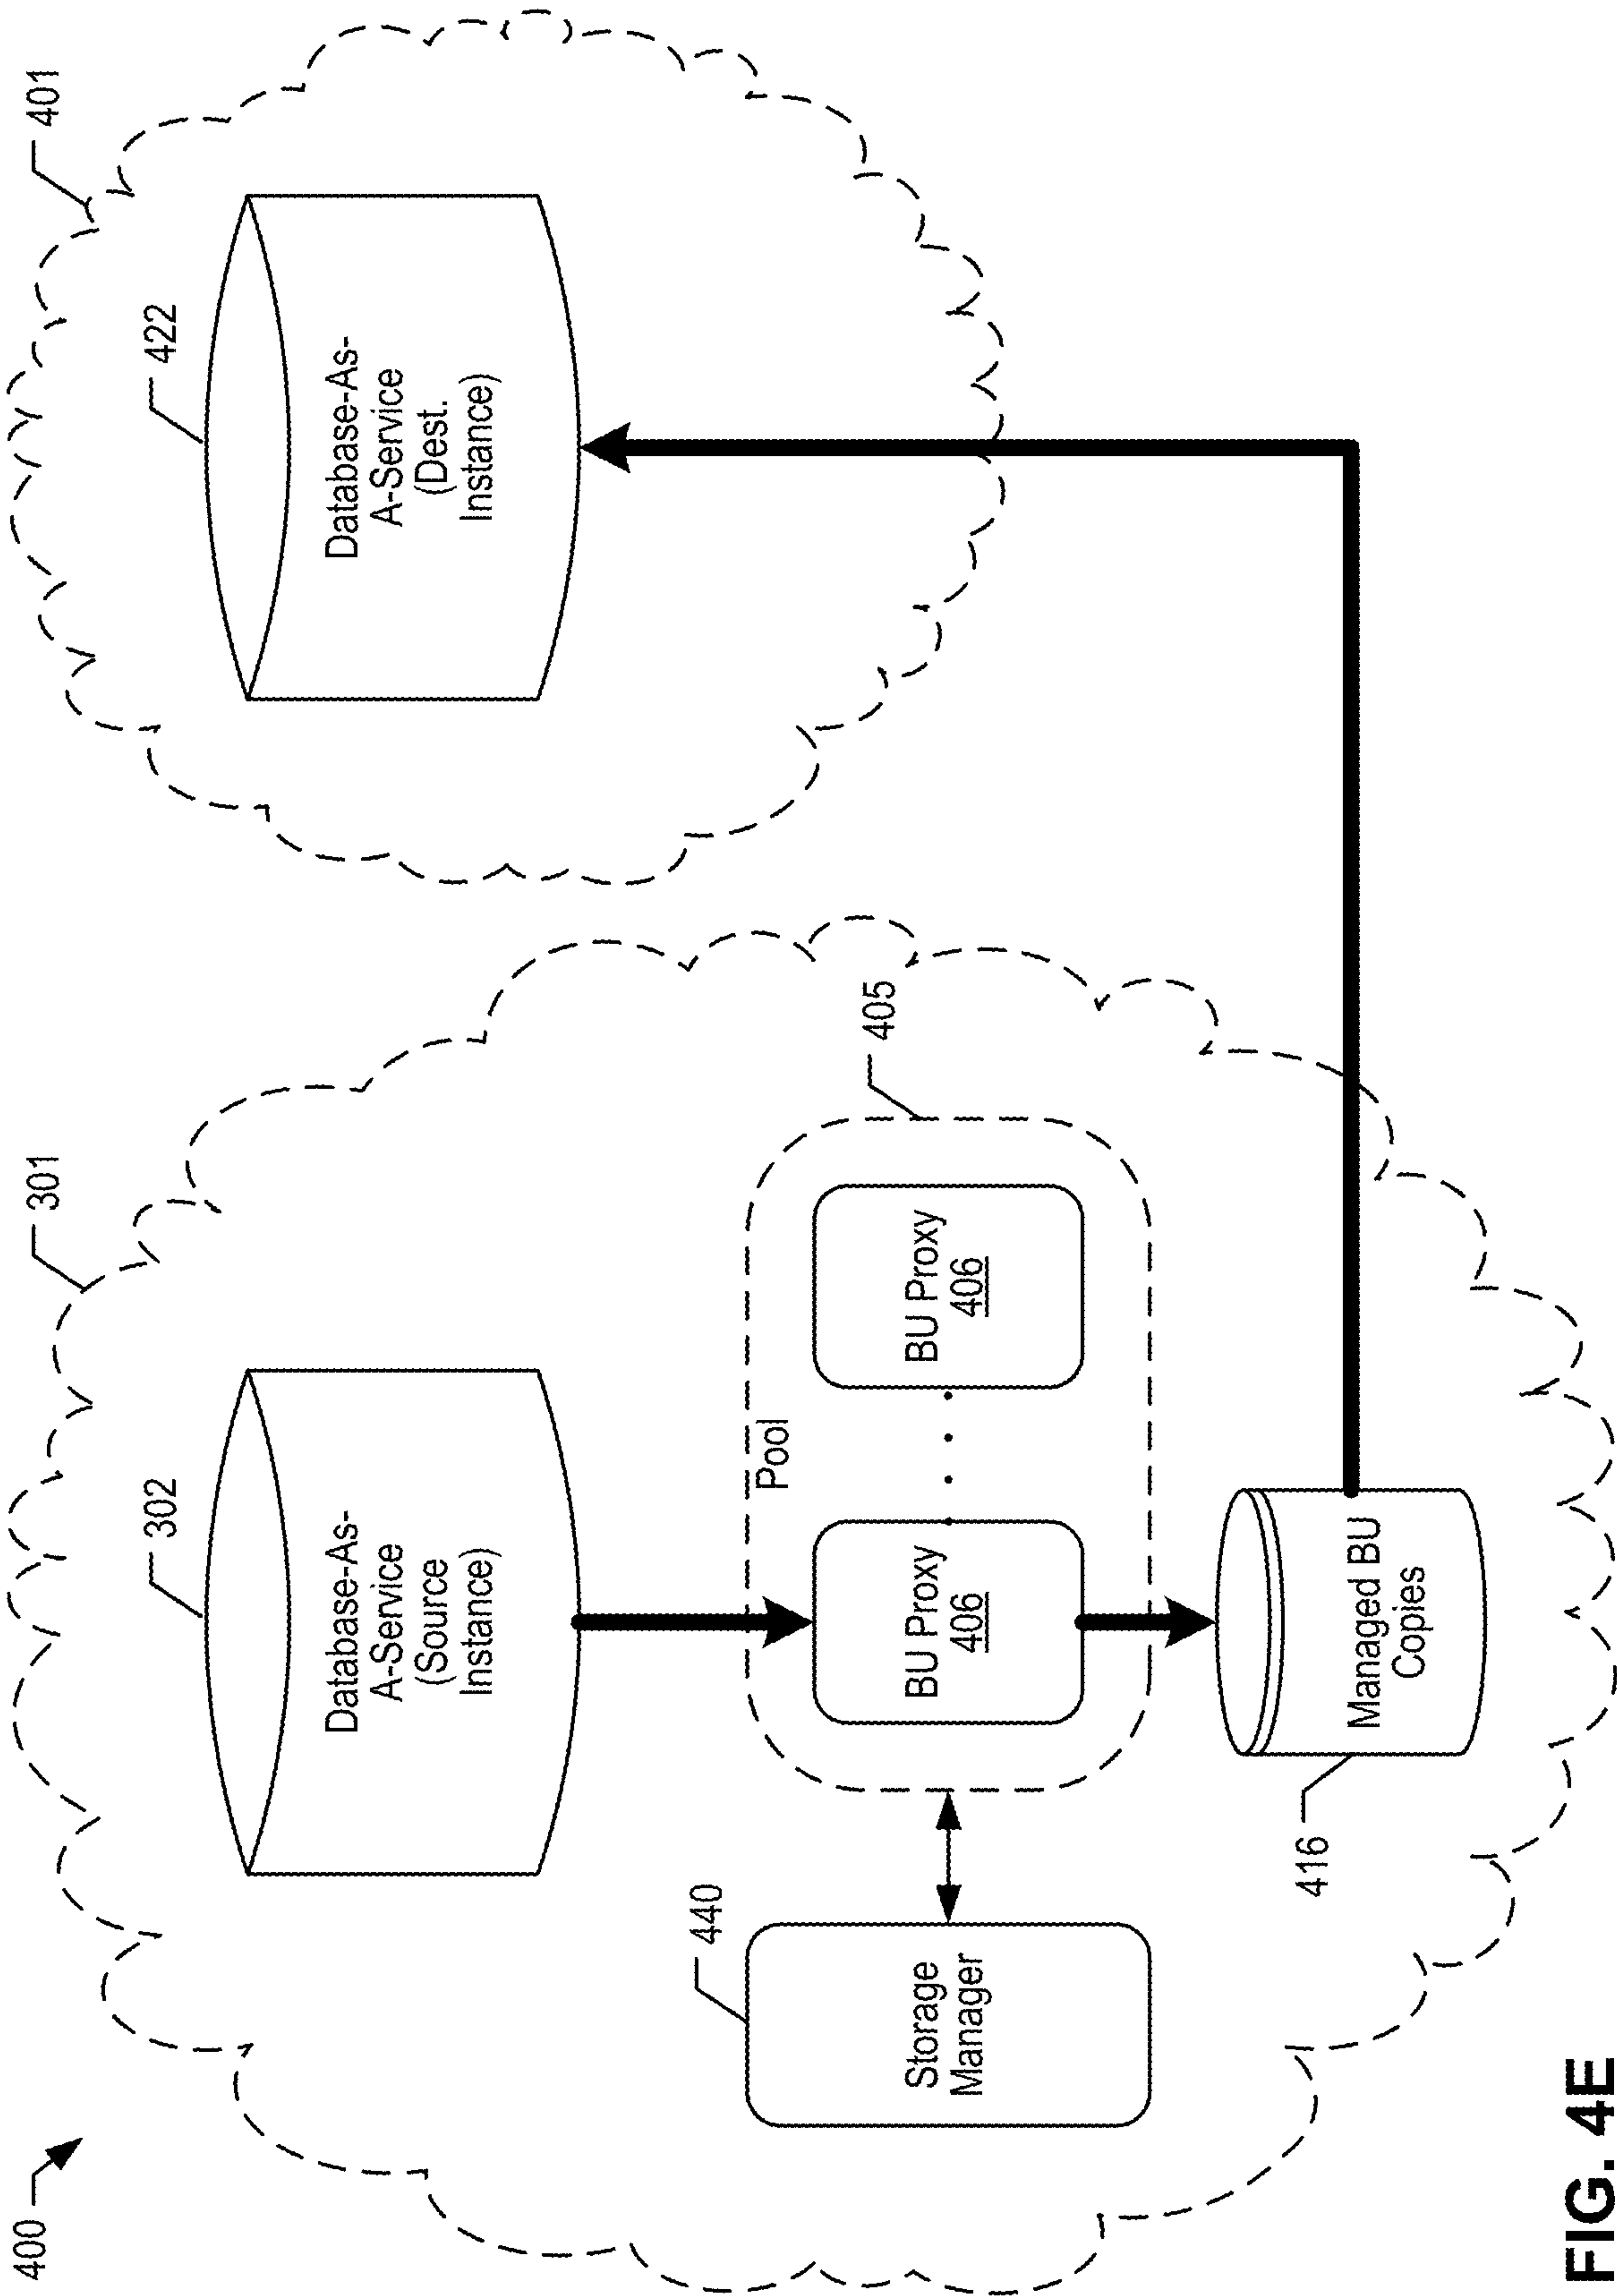 400
301
401
302
Database-As-
A-Service
(Source
Instance)
422
Database-As-
A-Service
(Dest.
Instance)
440
Storage
Manager
405
Pool
BU Proxy
406
BU Proxy
406
416
Managed BU
Copies
FIG. 4E